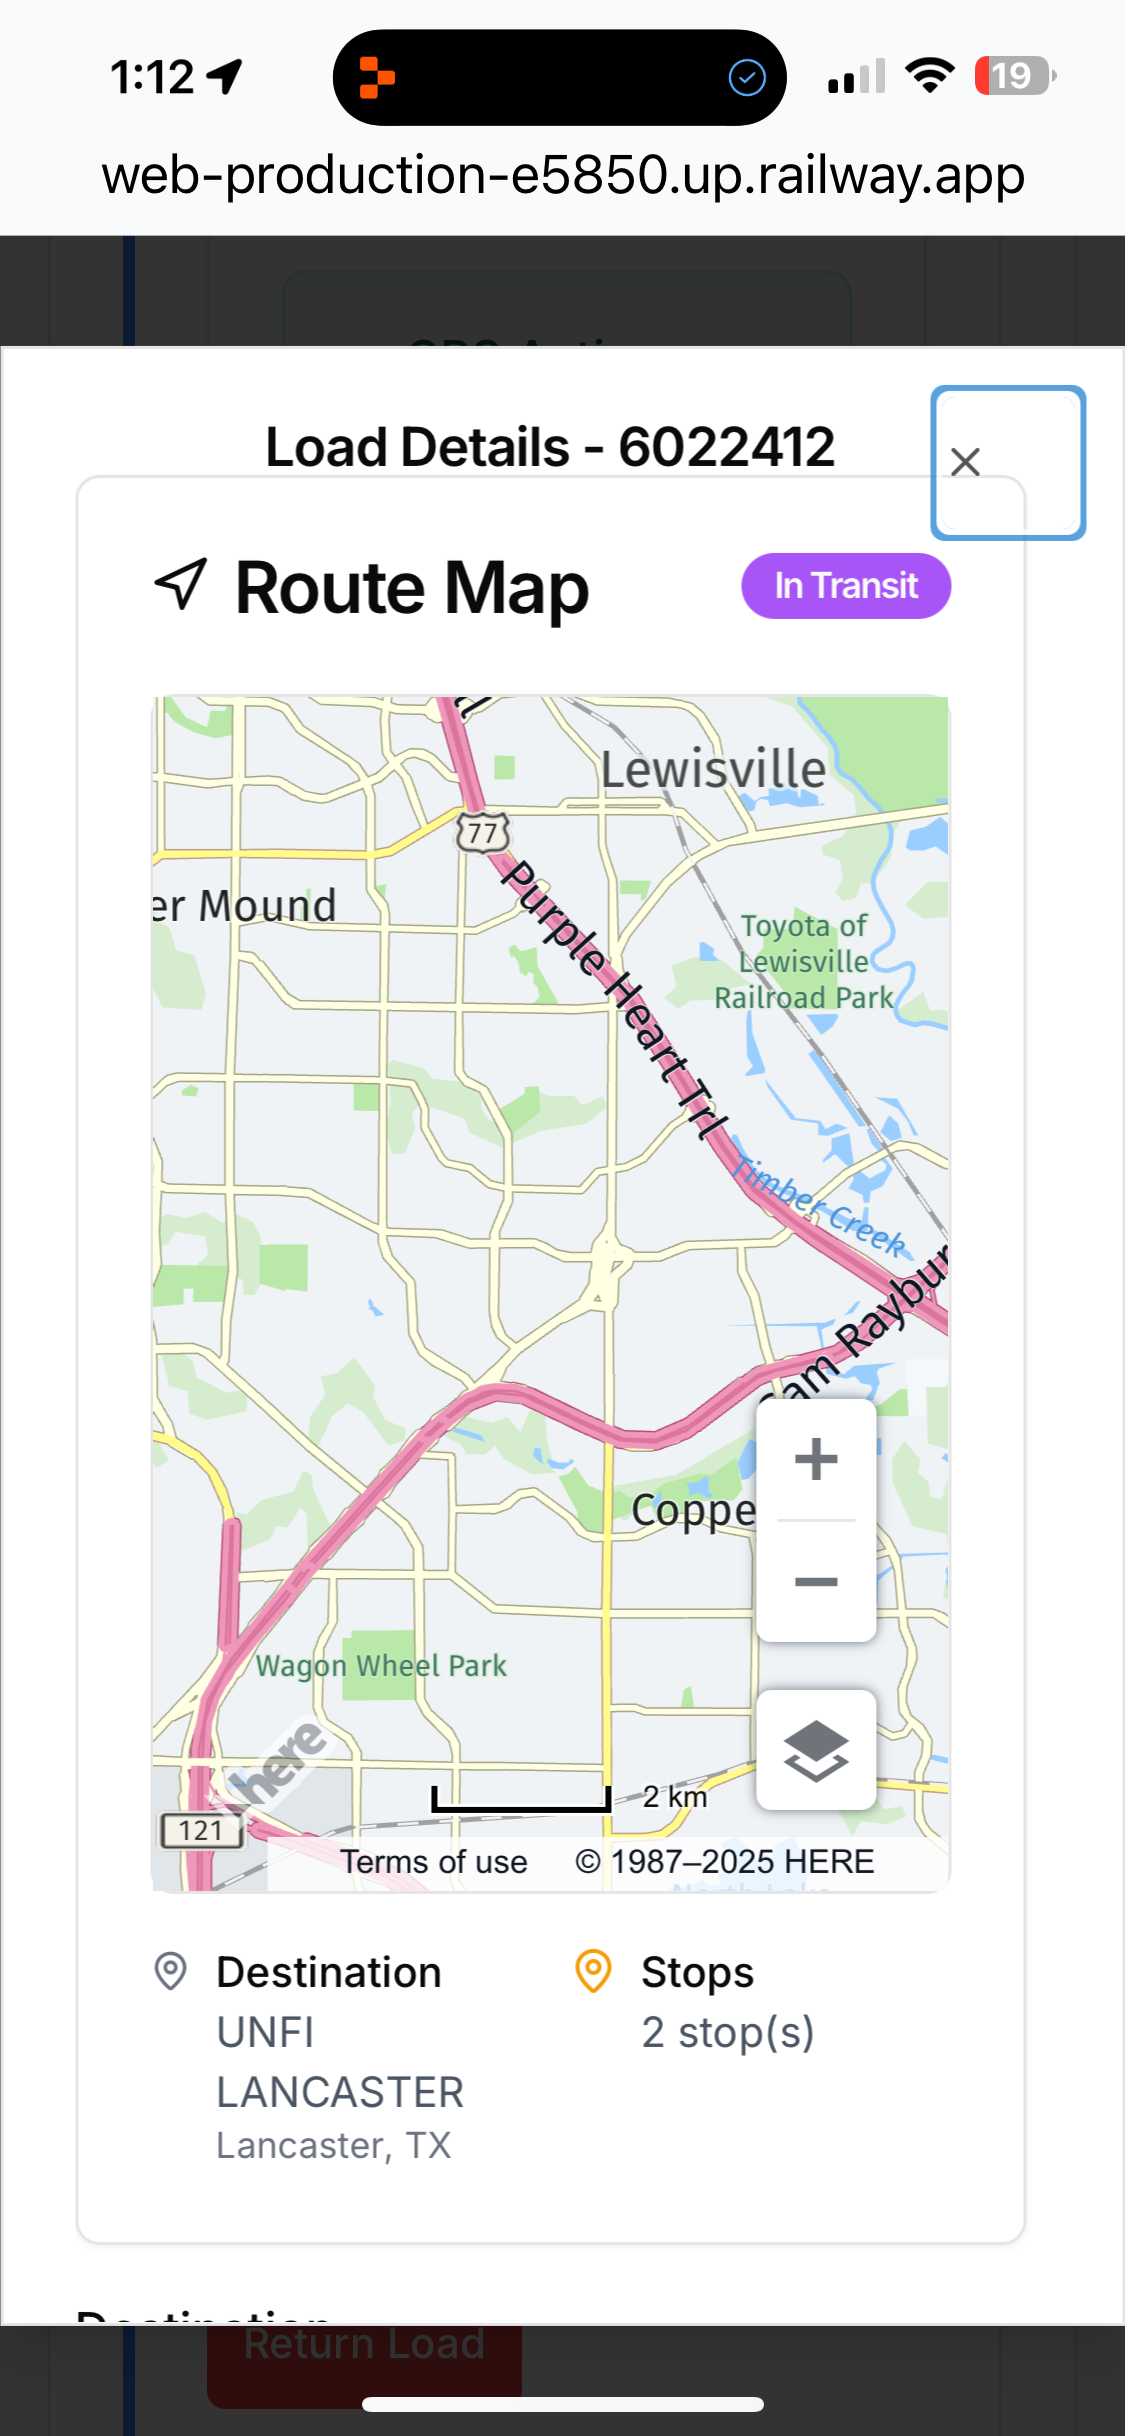 1:12
19
web-production-e5850.up.railway.app
Load Details - 6022412
Route Map
In Transit
Lewisville
77
er Mound
Purple Heart Trl
Toyota of
Lewisville
Railroad Park
Timber Creek
Sam Raybur
Coppe
Wagon Wheel Park
here
2 km
121
Terms of use © 1987–2025 HERE
Destination
UNFI
LANCASTER
Lancaster, TX
Stops
2 stop(s)
Destination
Return Load